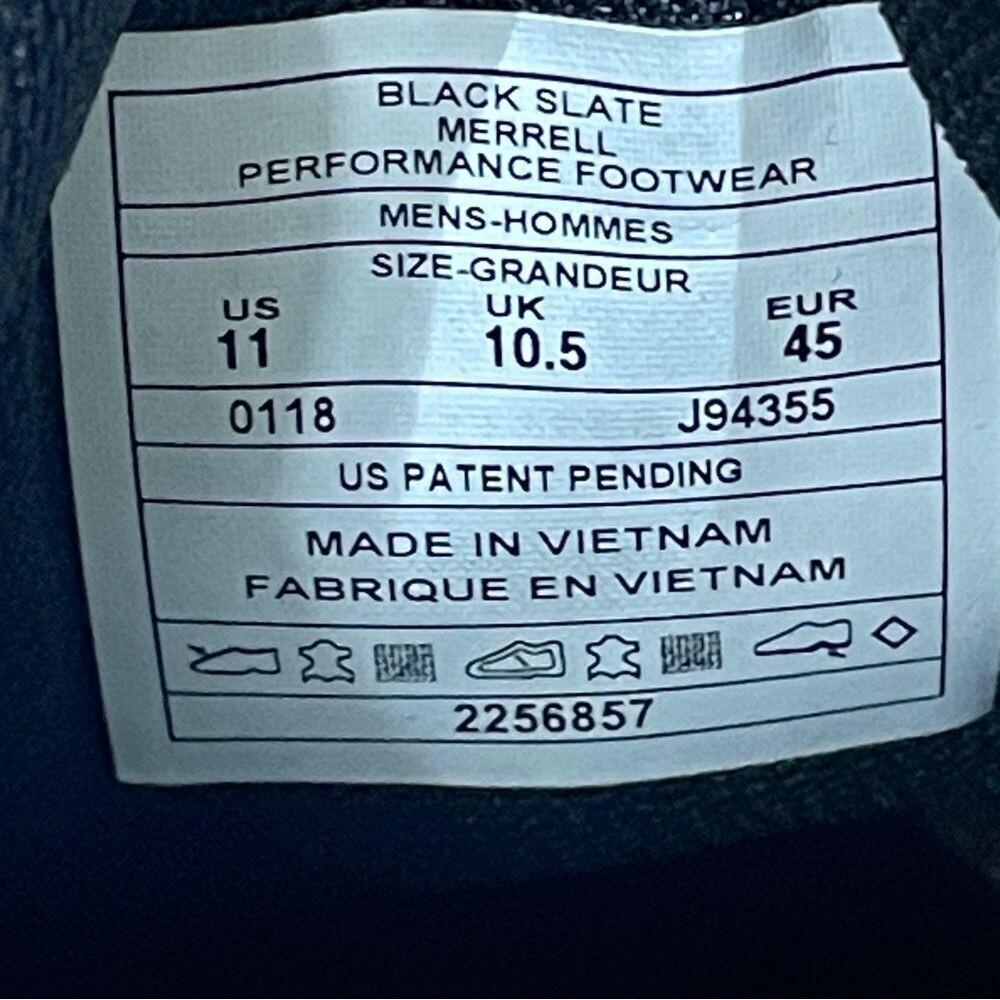 BLACK SLATE
MERRELL
PERFORMANCE FOOTWEAR
MENS-HOMMES
SIZE-GRANDEUR
US UK EUR
11 10.5 45
0118 J94355
US PATENT PENDING
MADE IN VIETNAM
FABRIQUE EN VIETNAM
2256857